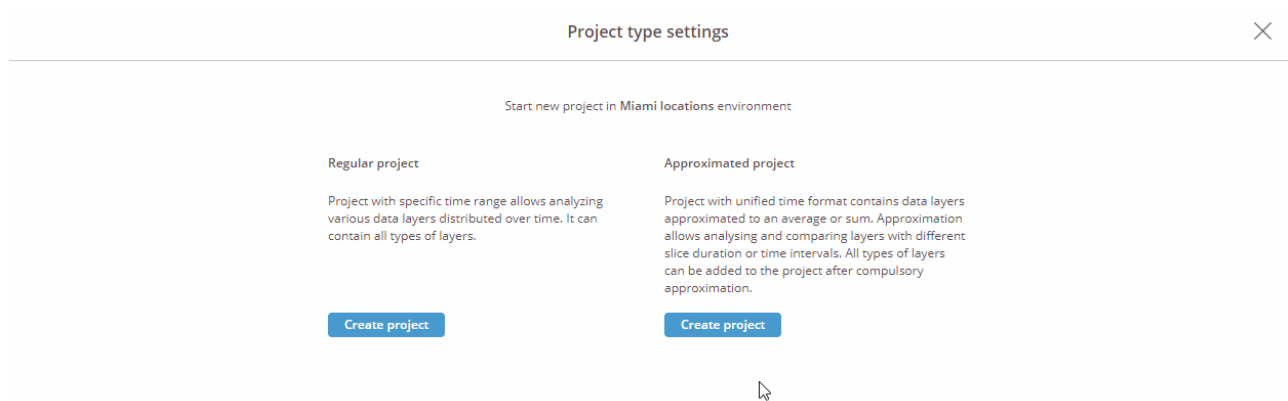 Project type settings
Start new project in Miami locations environment
Regular project
Project with specific time range allows analyzing
various data layers distributed over time. It can
contain all types of layers.
Create project
Approximated project
Project with unified time format contains data layers
approximated to an average or sum. Approximation
allows analysing and comparing layers with different
slice duration or time intervals. All types of layers
can be added to the project after compulsory
approximation.
Create project